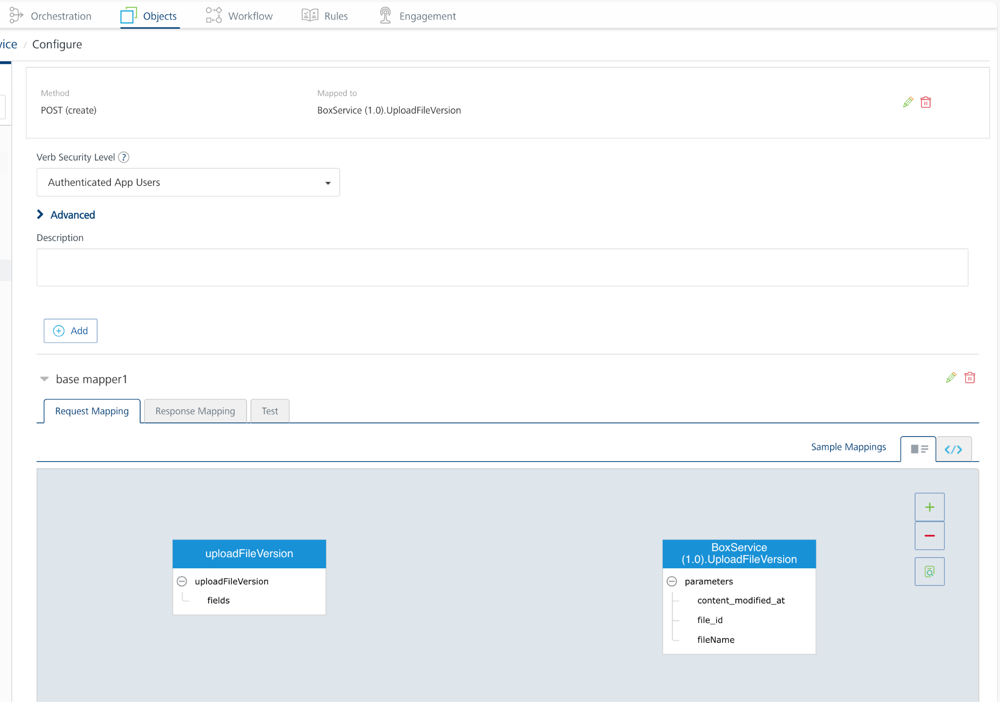 Orchestration
Objects
Workflow
Rules
Engagement
/ Configure
Method
POST (create)
Mapped to
BoxService (1.0).UploadFileVersion
Verb Security Level ?
Authenticated App Users
Advanced
Description
Add
base mapper1
Request Mapping
Response Mapping
Test
Sample Mappings
</>
uploadFileVersion
uploadFileVersion
fields
BoxService
(1.0).UploadFileVersion
parameters
content_modified_at
file_id
fileName